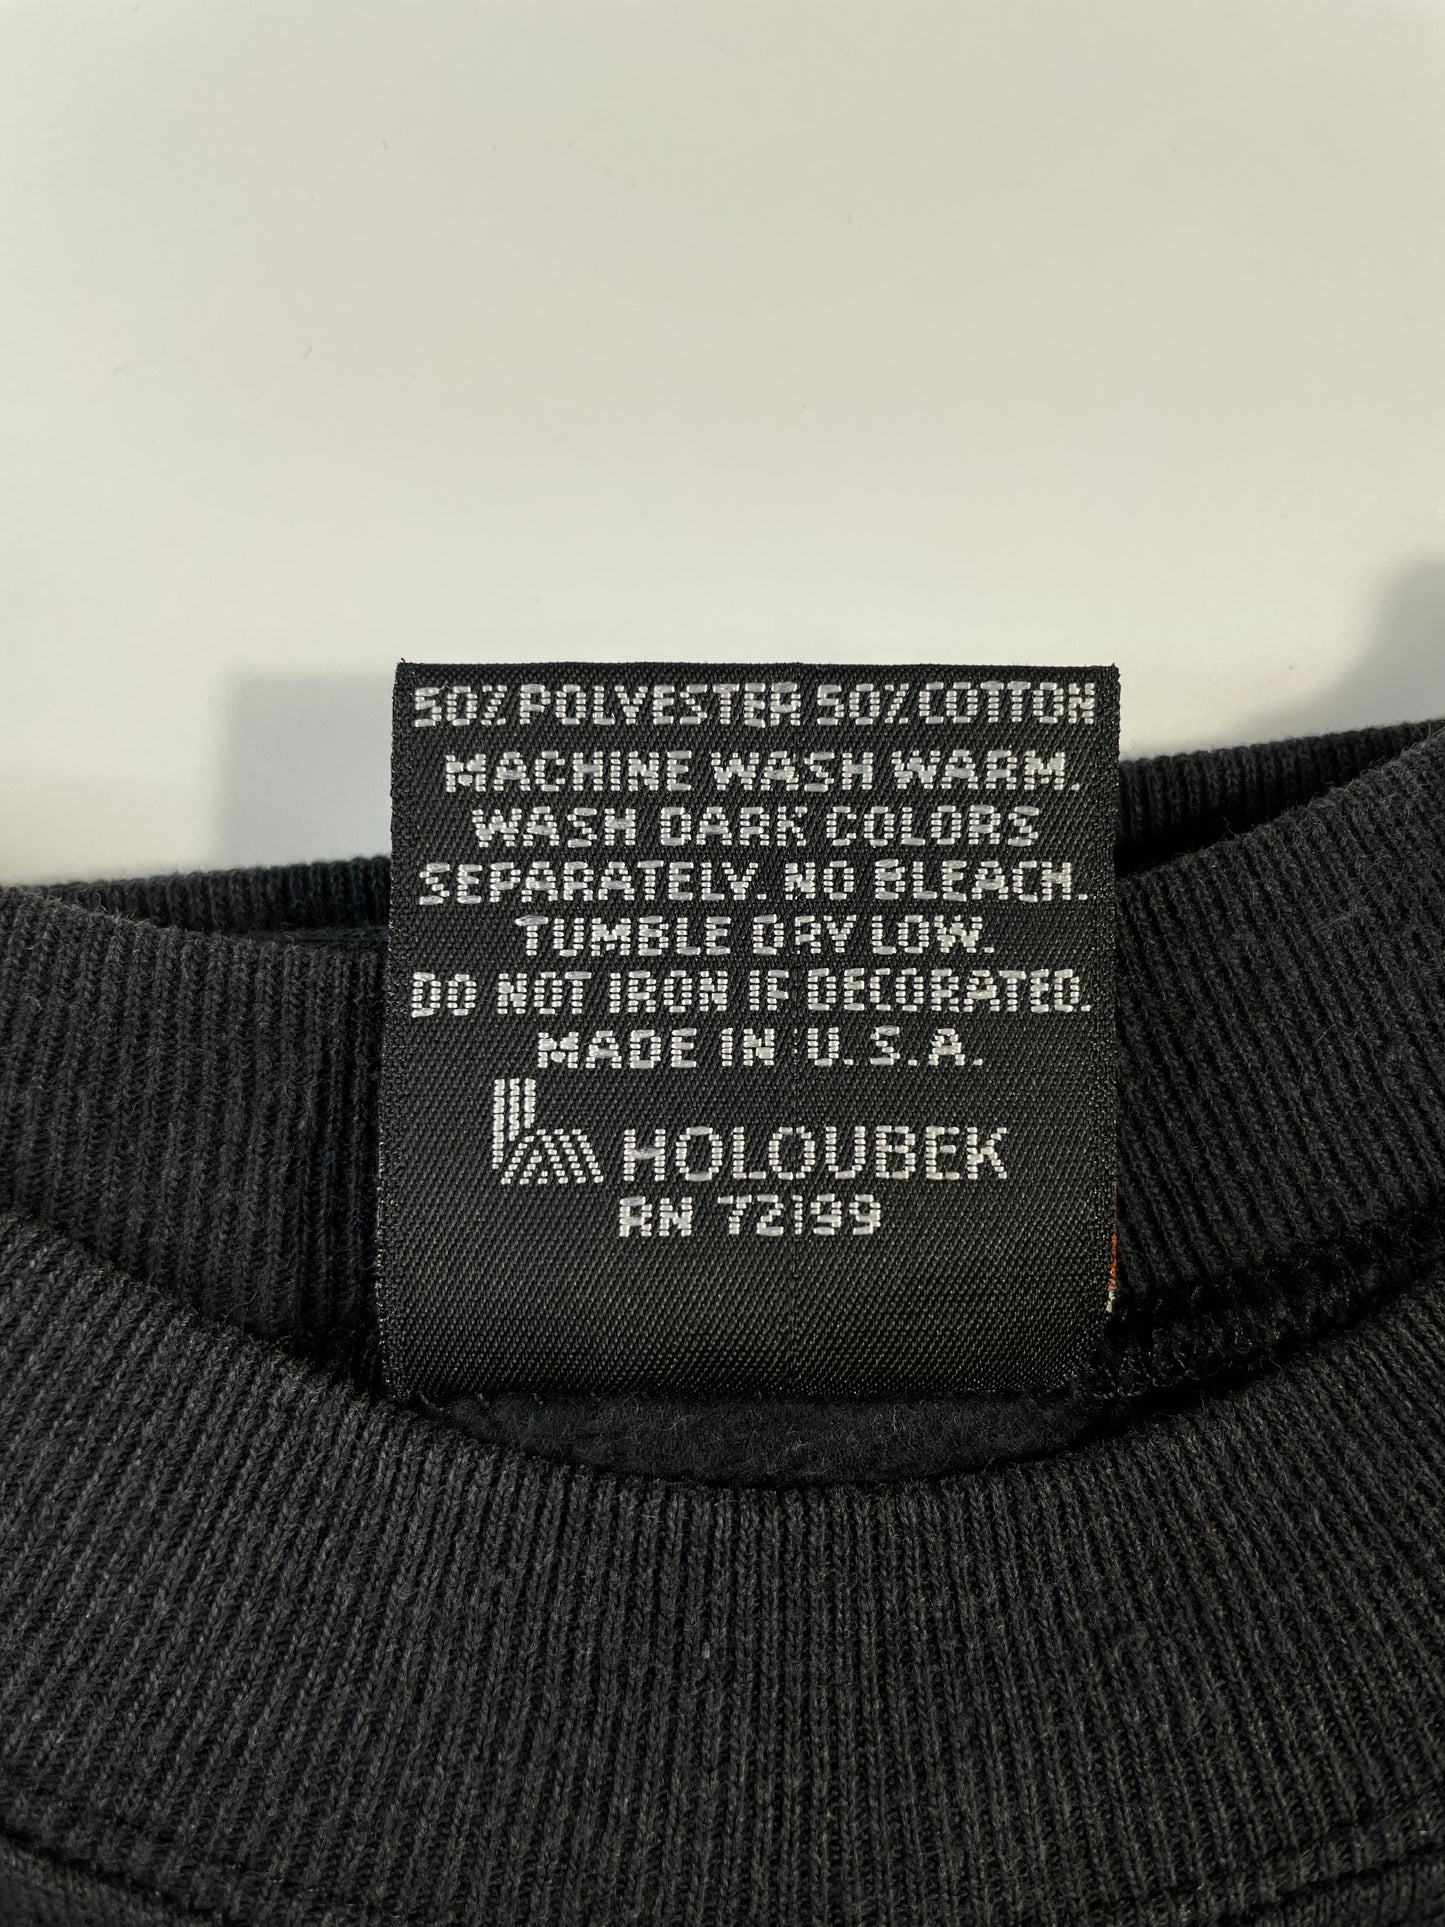 50% POLYESTER 50% COTTON
MACHINE WASH WARM.
WASH DARK COLORS
SEPARATELY. NO BLEACH.
TUMBLE DRY LOW.
DO NOT IRON IF DECORATED.
MADE IN U.S.A.
HOLOUBEK
RN 72199